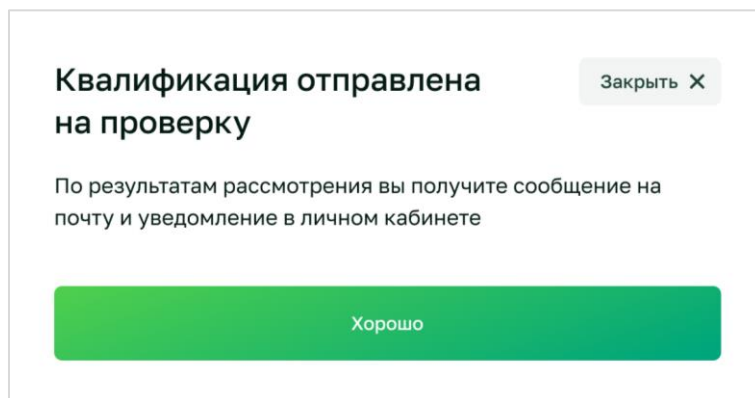 Квалификация отправлена
на проверку
Закрыть
По результатам рассмотрения вы получите сообщение на
почту и уведомление в личном кабинете
Хорошо